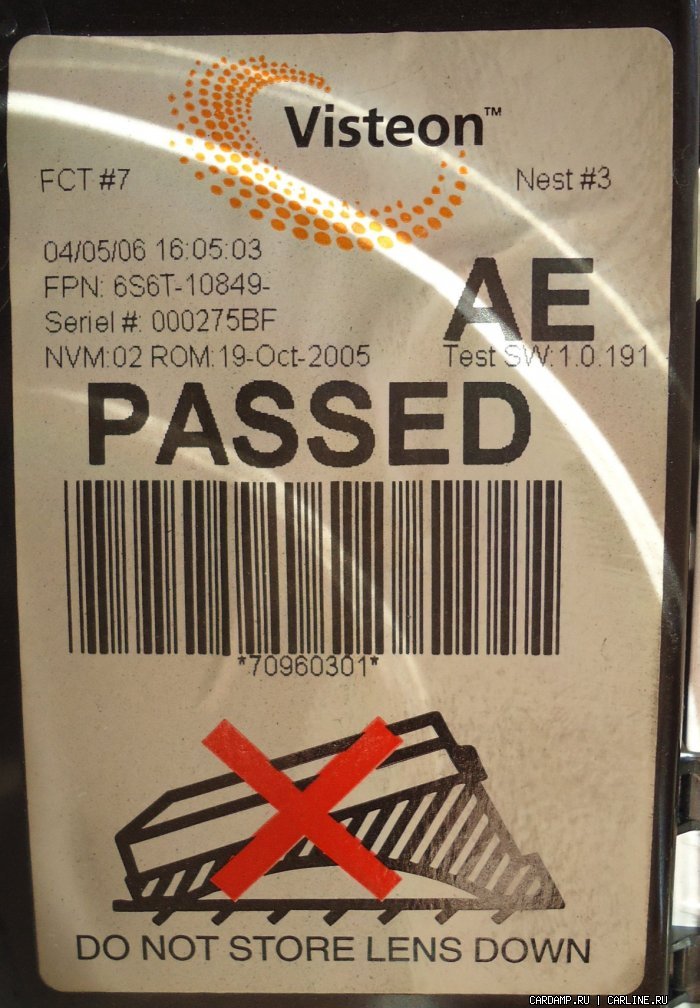 Visteon™
FCT #7 Nest #3
04/05/06 16:05:03
FPN: 6S6T-10849- AE
Seriel #: 000275BF
NVM:02 ROM:19-Oct-2005 Test SW:1.0.191
PASSED
*70960301*
DO NOT STORE LENS DOWN
CARDAMP.RU | CARLINE.RU